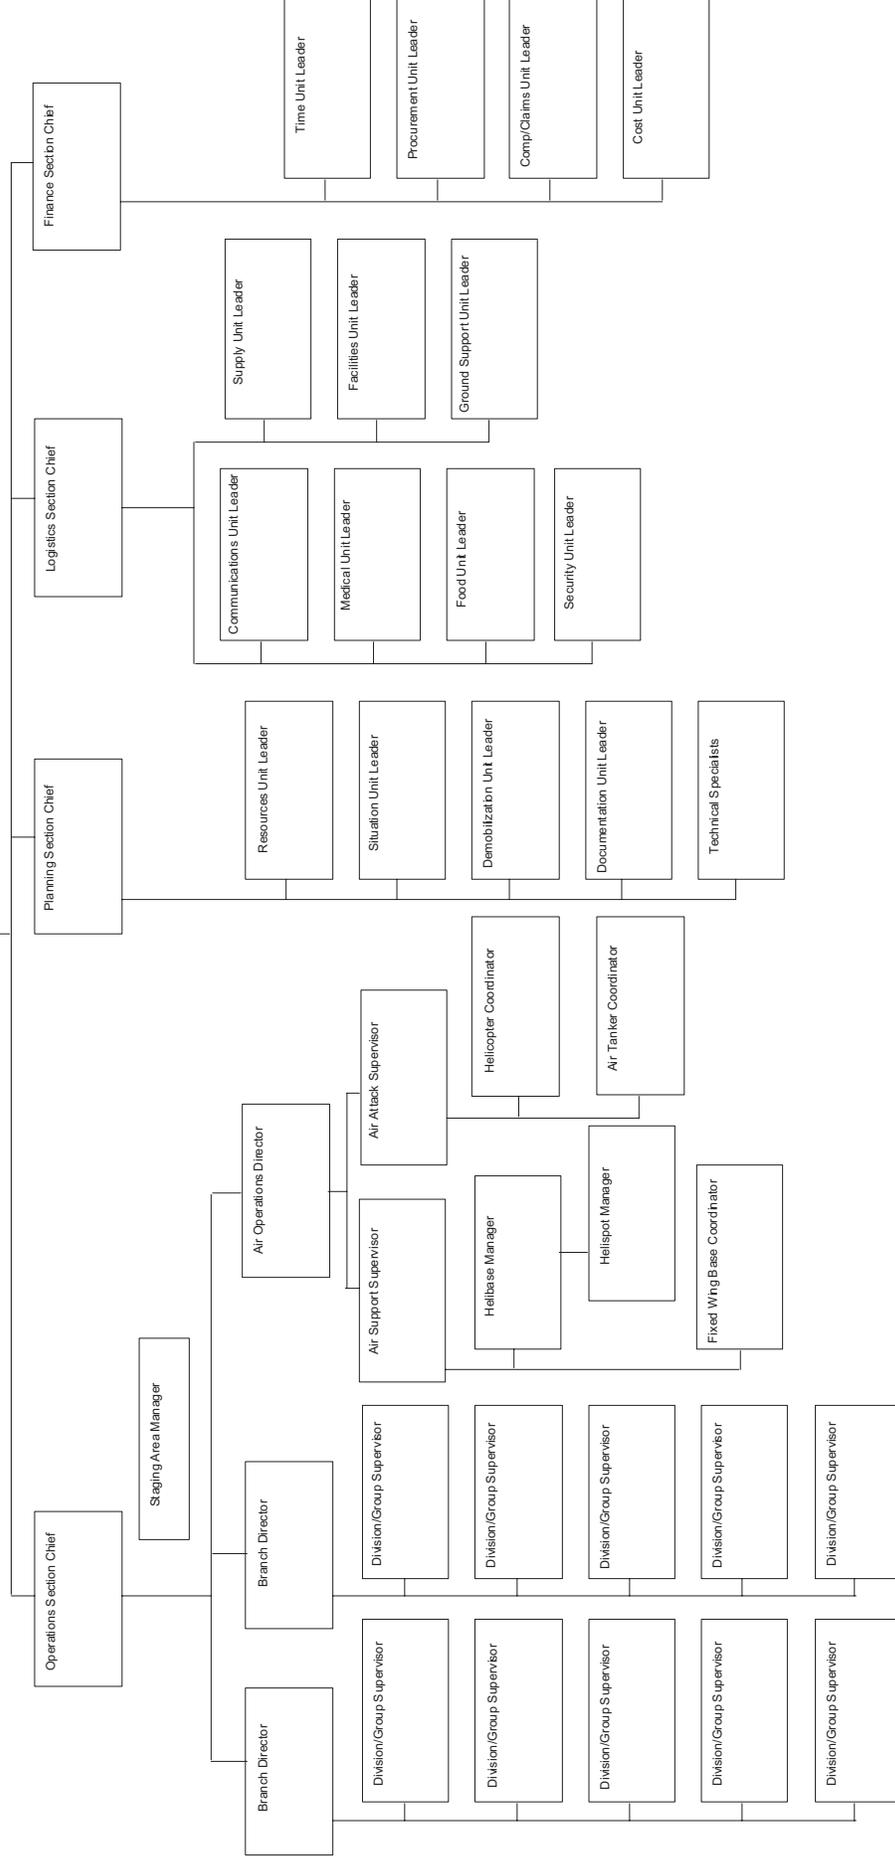 Operations Section Chief
Planning Section Chief
Logistics Section Chief
Finance Section Chief
Staging Area Manager
Branch Director
Division/Group Supervisor
Division/Group Supervisor
Division/Group Supervisor
Division/Group Supervisor
Division/Group Supervisor
Branch Director
Division/Group Supervisor
Division/Group Supervisor
Division/Group Supervisor
Division/Group Supervisor
Division/Group Supervisor
Air Operations Director
Air Support Supervisor
Helibase Manager
Helispot Manager
Fixed Wing Base Coordinator
Air Attack Supervisor
Helicopter Coordinator
Air Tanker Coordinator
Resources Unit Leader
Situation Unit Leader
Demobilization Unit Leader
Documentation Unit Leader
Technical Specialists
Communications Unit Leader
Medical Unit Leader
Food Unit Leader
Security Unit Leader
Supply Unit Leader
Facilities Unit Leader
Ground Support Unit Leader
Time Unit Leader
Procurement Unit Leader
Comp/Claims Unit Leader
Cost Unit Leader